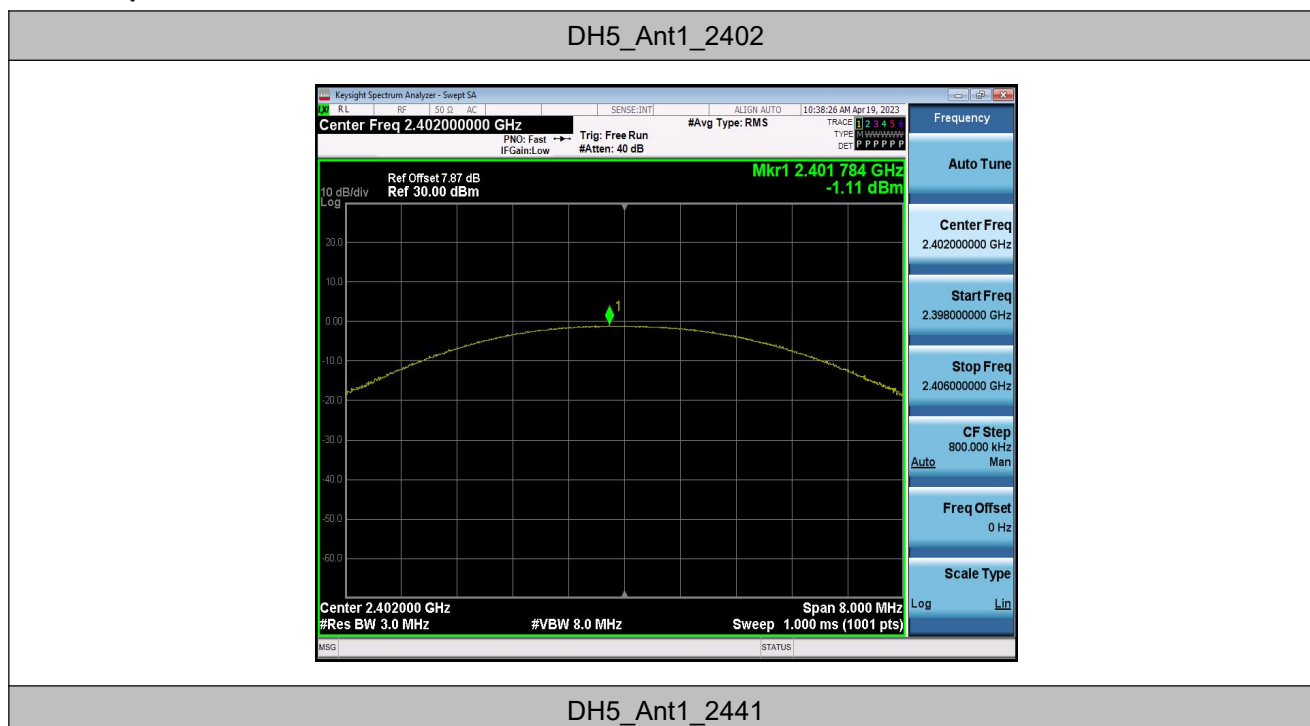 DH5_Ant1_2402
Keysight Spectrum Analyzer - Swept SA
LXI RL RF 50 Ω AC SENSE:INT ALIGN AUTO 10:38:26 AM Apr 19, 2023
Center Freq 2.402000000 GHz #Avg Type: RMS TRACE 1 2 3 4 5 6
PNO: Fast Trig: Free Run TYPE MWWWWW
IFGain:Low #Atten: 40 dB DET P P P P P P
Frequency
Auto Tune
Center Freq
2.402000000 GHz
Start Freq
2.398000000 GHz
Stop Freq
2.406000000 GHz
CF Step
800.000 kHz
Auto Man
Freq Offset
0 Hz
Scale Type
Log Lin
Mkr1 2.401 784 GHz
Ref Offset 7.87 dB
10 dB/div Ref 30.00 dBm -1.11 dBm
Log
20.0
10.0
1
0.00
-10.0
-20.0
-30.0
-40.0
-50.0
-60.0
Center 2.402000 GHz Span 8.000 MHz
#Res BW 3.0 MHz #VBW 8.0 MHz Sweep 1.000 ms (1001 pts)
MSG STATUS
DH5_Ant1_2441